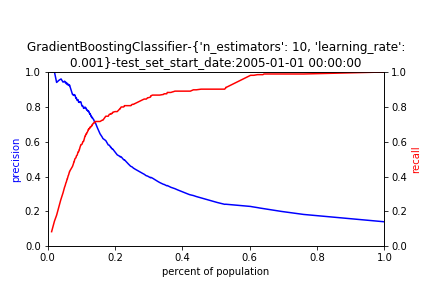 GradientBoostingClassifier-{'n_estimators': 10, 'learning_rate':
0.001}-test_set_start_date:2005-01-01 00:00:00
1.0 1.0
0.8 0.8
0.6 0.6
precision recall
0.4 0.4
0.2 0.2
0.0 0.0
0.0 0.2 0.4 0.6 0.8 1.0
percent of population